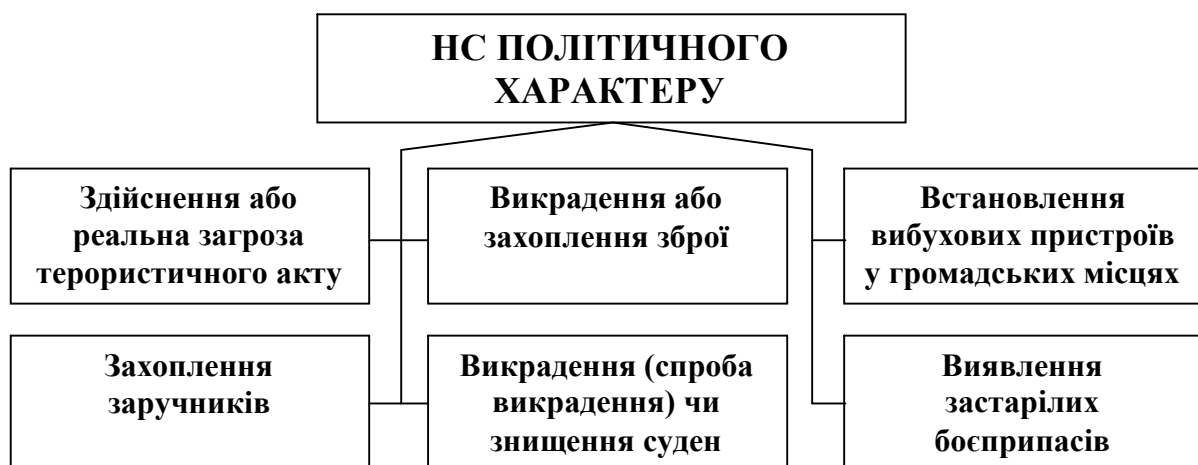 НС ПОЛІТИЧНОГО
ХАРАКТЕРУ
Здійснення або
реальна загроза
терористичного акту
Викрадення або
захоплення зброї
Встановлення
вибухових пристроїв
у громадських місцях
Захоплення
заручників
Викрадення (спроба
викрадення) чи
знищення суден
Виявлення
застарілих
боєприпасів